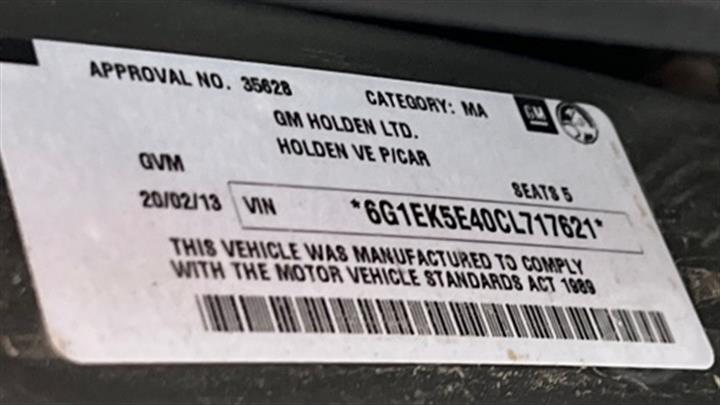 APPROVAL NO. 35628 CATEGORY: MA GM
GM HOLDEN LTD.
HOLDEN VE P/CAR
GVM SEATS 5
20/02/13 VIN *6G1EK5E40CL717621*
THIS VEHICLE WAS MANUFACTURED TO COMPLY
WITH THE MOTOR VEHICLE STANDARDS ACT 1989